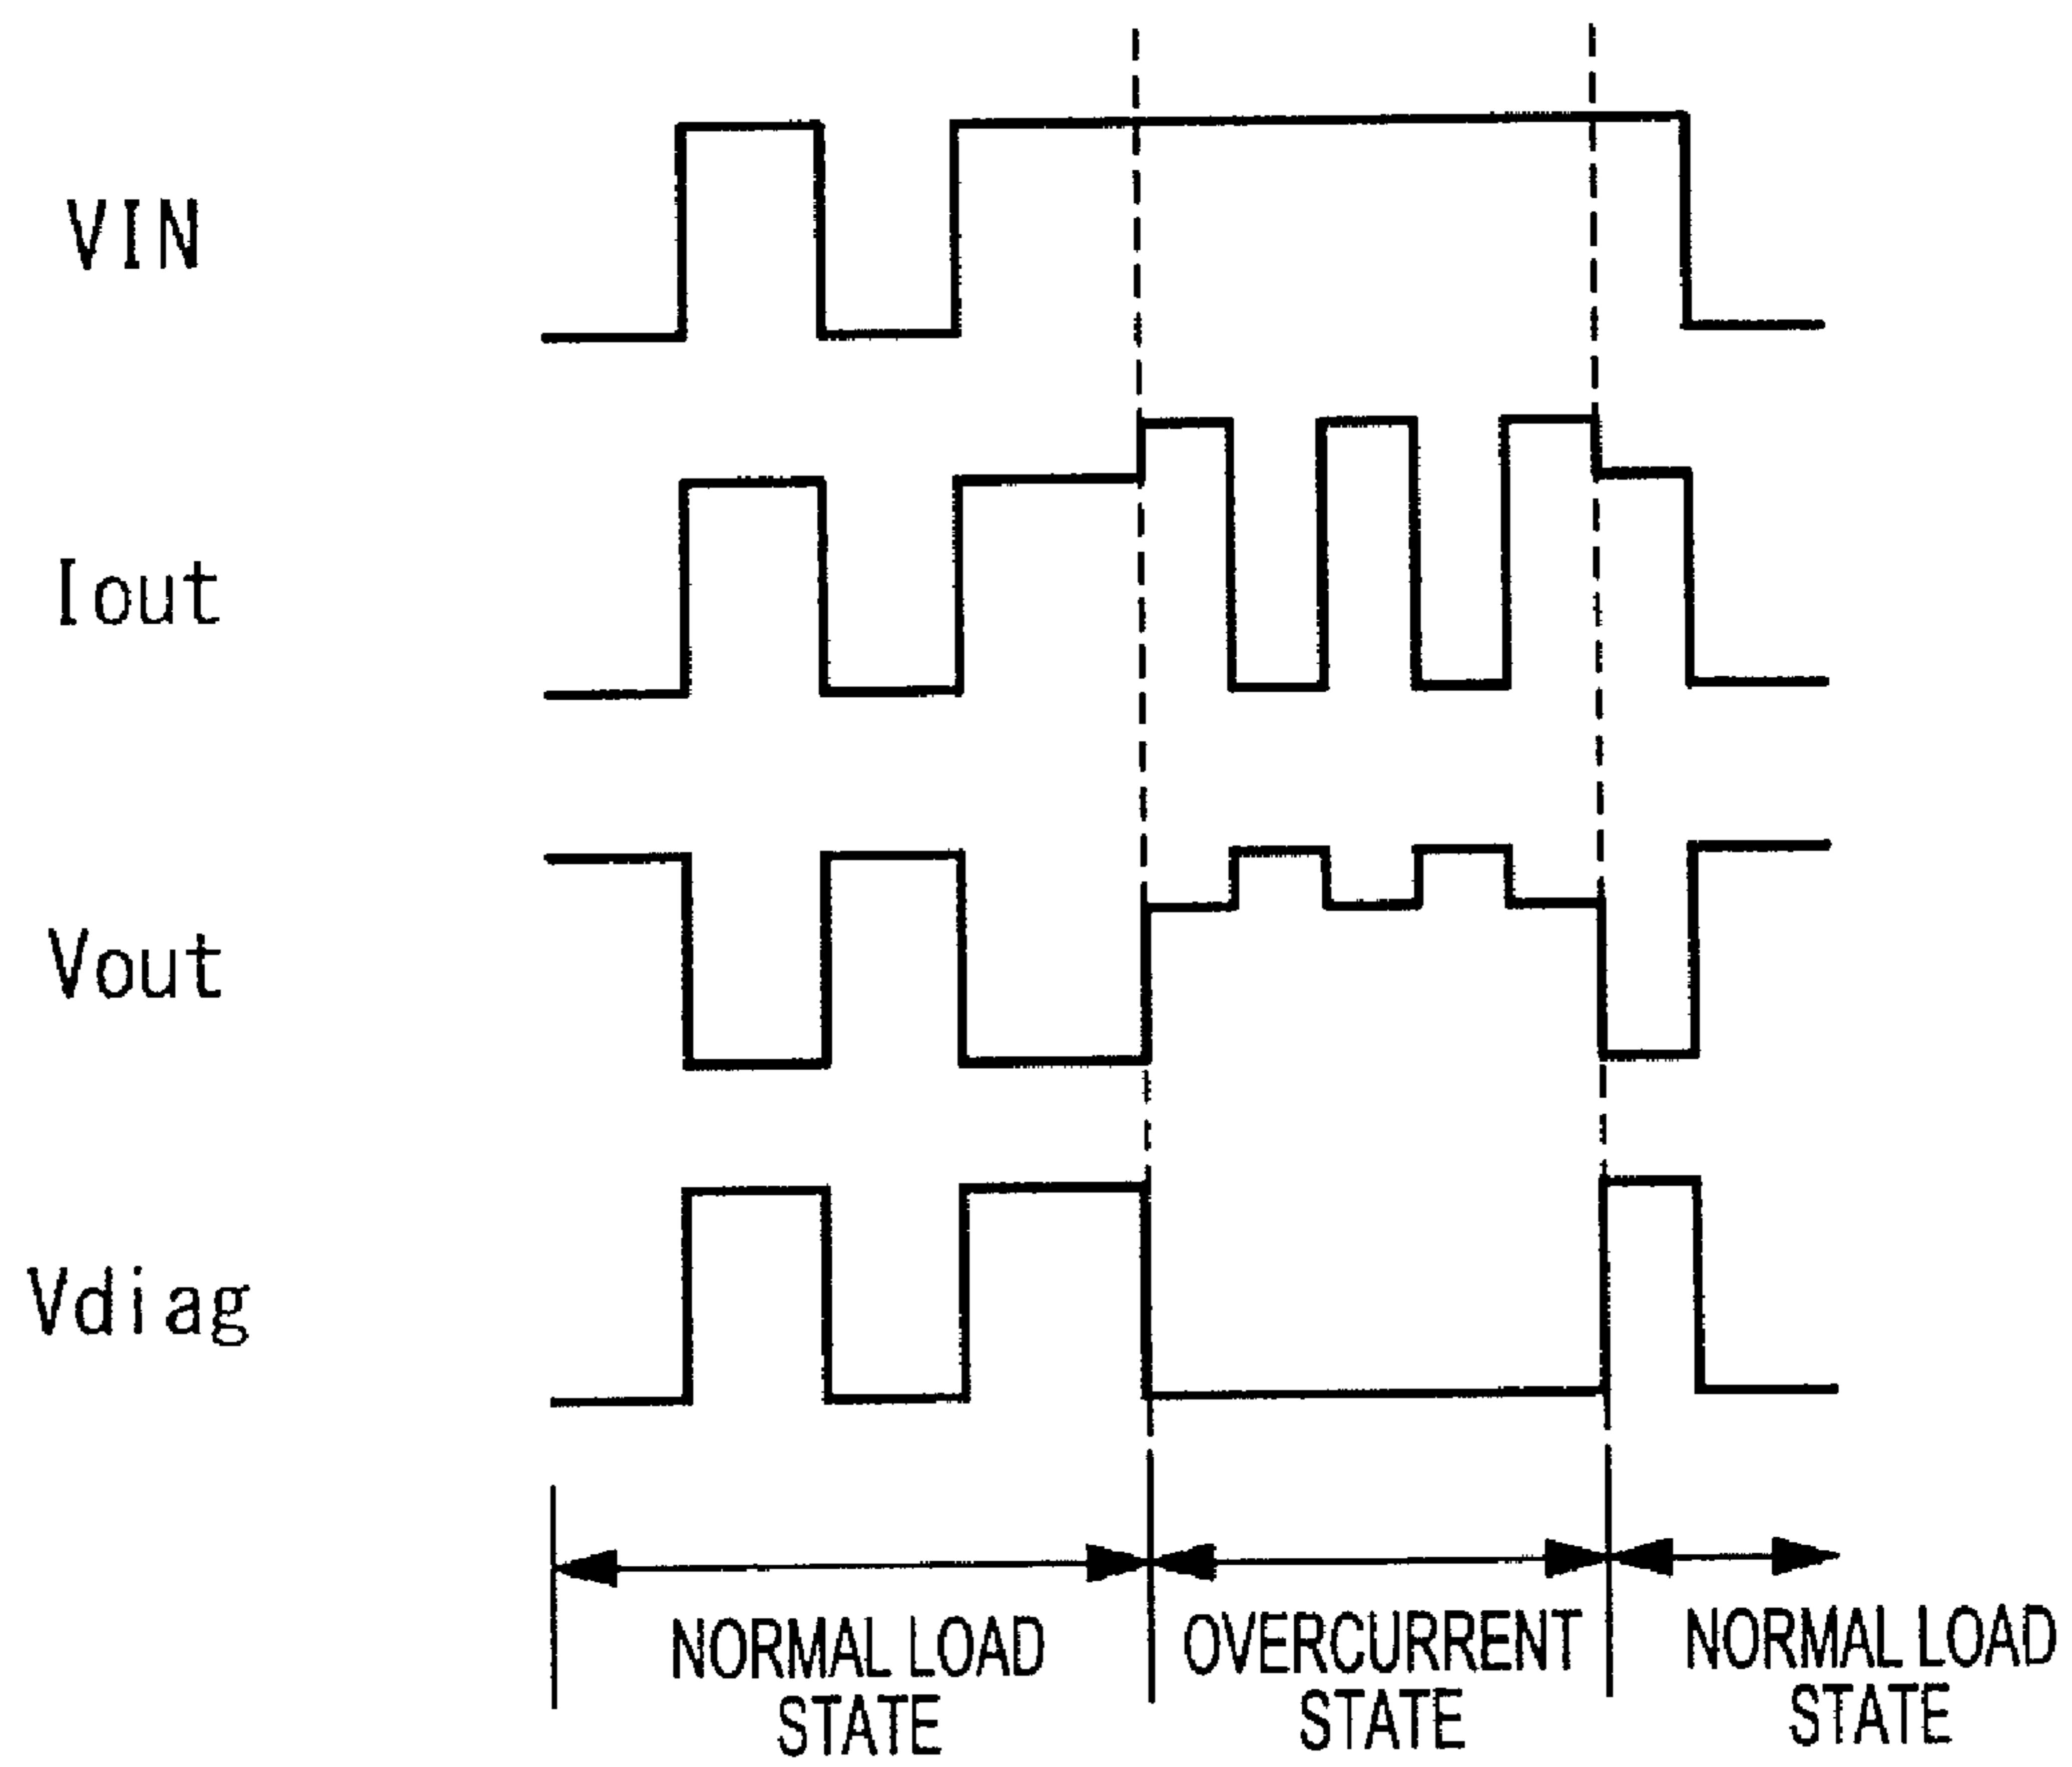 VIN
Iout
Vout
Vdiag
NORMAL LOAD
STATE
OVERCURRENT
STATE
NORMAL LOAD
STATE